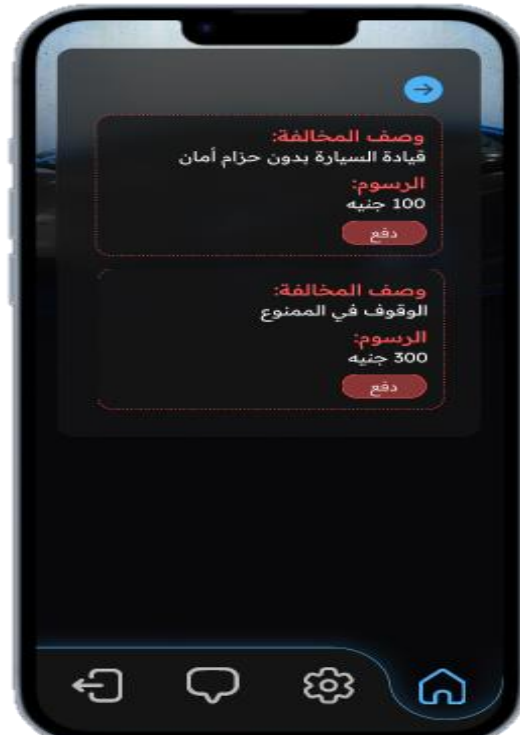 وصف المخالفة:
قيادة السيارة بدون حزام أمان
الرسوم:
100 جنيه
دفع
وصف المخالفة:
الوقوف في الممنوع
الرسوم:
300 جنيه
دفع